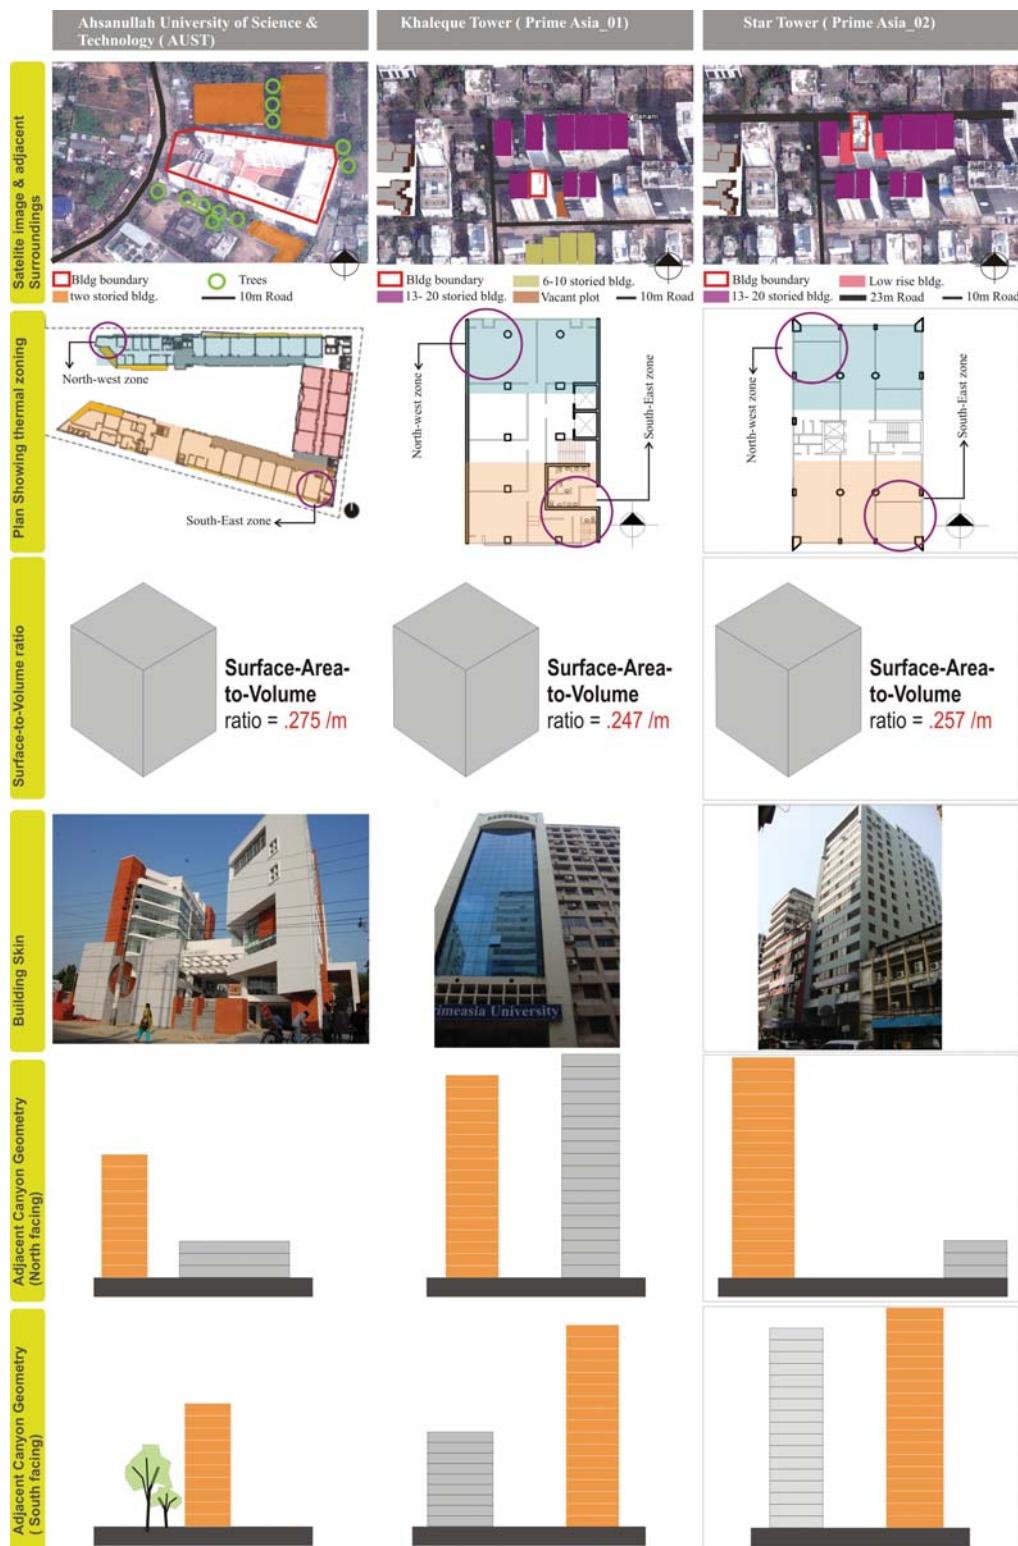 Ahsanullah University of Science &
Technology ( AUST)
Khaleque Tower ( Prime Asia_01)
Star Tower ( Prime Asia_02)
Satelite image & adjacent
Surroundings
Banani
Bldg boundary
Trees
two storied bldg.
10m Road
Bldg boundary
6-10 storied bldg.
13- 20 storied bldg.
Vacant plot
10m Road
Bldg boundary
Low rise bldg.
13- 20 storied bldg.
23m Road
10m Road
Plan Showing thermal zoning
North-west zone
South-East zone
North-west zone
South-East zone
North-west zone
South-East zone
Surface-to-Volume ratio
Surface-Area-
to-Volume
ratio = .275 /m
Surface-Area-
to-Volume
ratio = .247 /m
Surface-Area-
to-Volume
ratio = .257 /m
Building Skin
rimeasia University
Adjacent Canyon Geometry
(North facing)
Adjacent Canyon Geometry
( South facing)